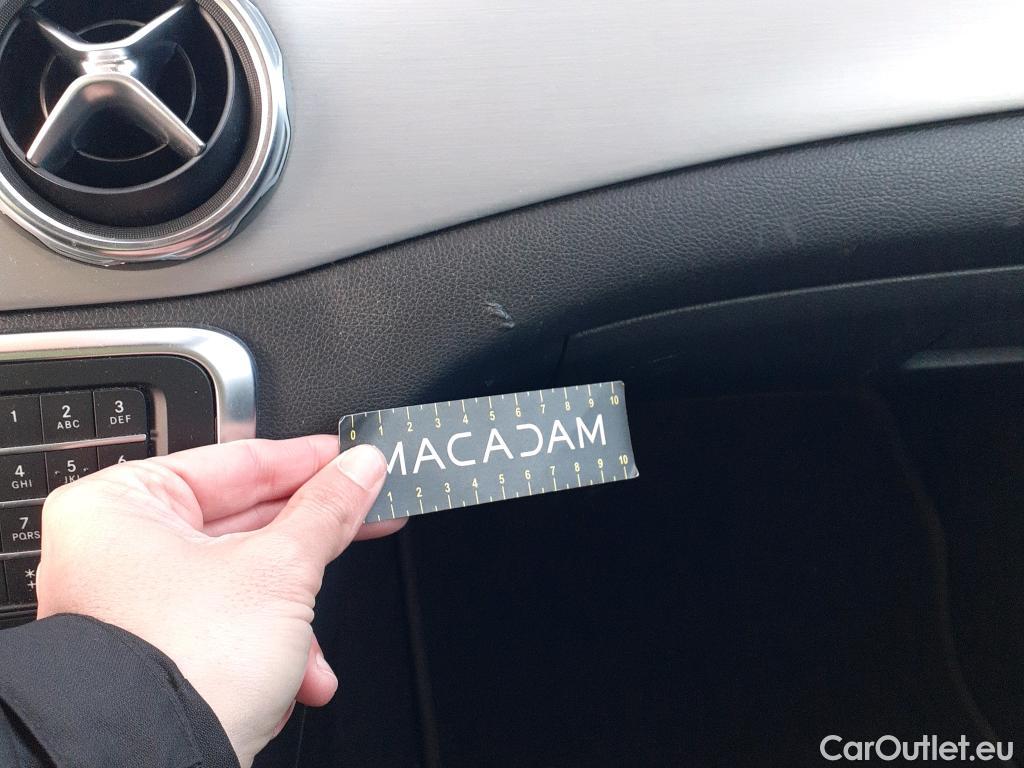 1
2
ABC
3
DEF
4
GHI
5
JKL
6
7
PQRS
*
+
0 1 2 3 4 5 6 7 8 9 10
MACADAM
1 2 3 4 5 6 7 8 9 10
CarOutlet.eu